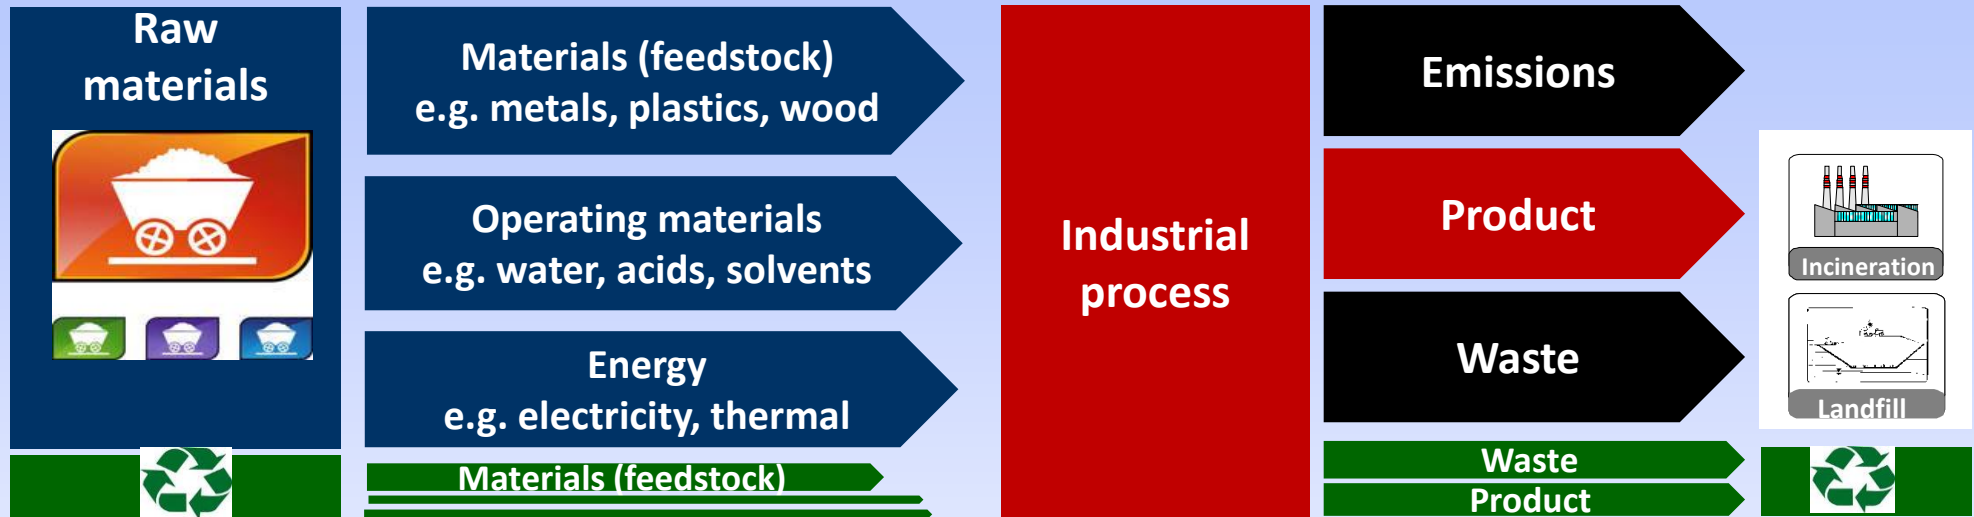 Raw
materials
Materials (feedstock)
e.g. metals, plastics, wood
Operating materials
e.g. water, acids, solvents
Energy
e.g. electricity, thermal
Materials (feedstock)
Industrial
process
Emissions
Product
Waste
Waste
Product
Incineration
Landfill